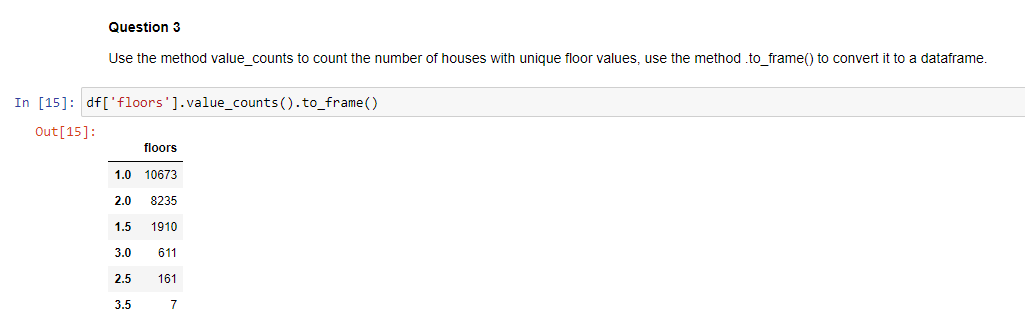 Question 3
Use the method value_counts to count the number of houses with unique floor values, use the method .to_frame() to convert it to a dataframe.
In [15]: df['floors'].value_counts().to_frame()
Out[15]:
floors
1.0 10673
2.0 8235
1.5 1910
3.0 611
2.5 161
3.5 7